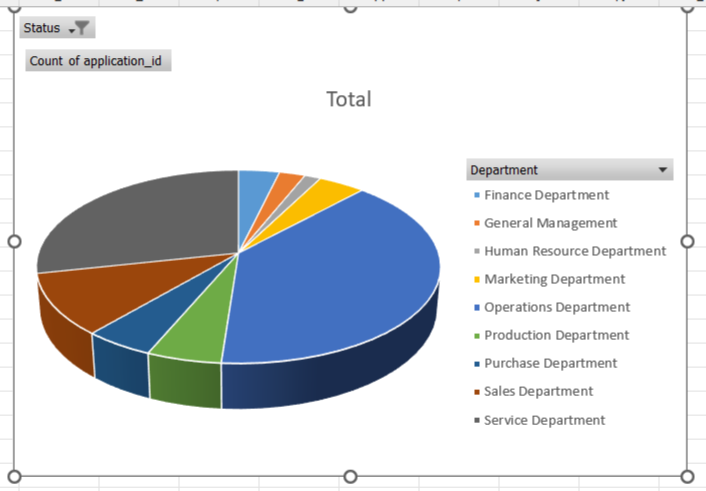 Status
Count of application_id
Total
Department
Finance Department
General Management
Human Resource Department
Marketing Department
Operations Department
Production Department
Purchase Department
Sales Department
Service Department